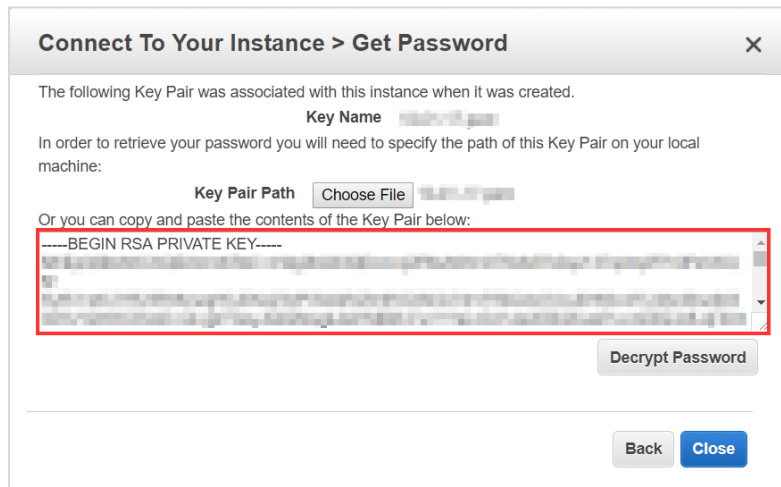 Connect To Your Instance > Get Password
The following Key Pair was associated with this instance when it was created.
Key Name
In order to retrieve your password you will need to specify the path of this Key Pair on your local
machine:
Key Pair Path Choose File
Or you can copy and paste the contents of the Key Pair below:
-----BEGIN RSA PRIVATE KEY-----
Decrypt Password
Back Close